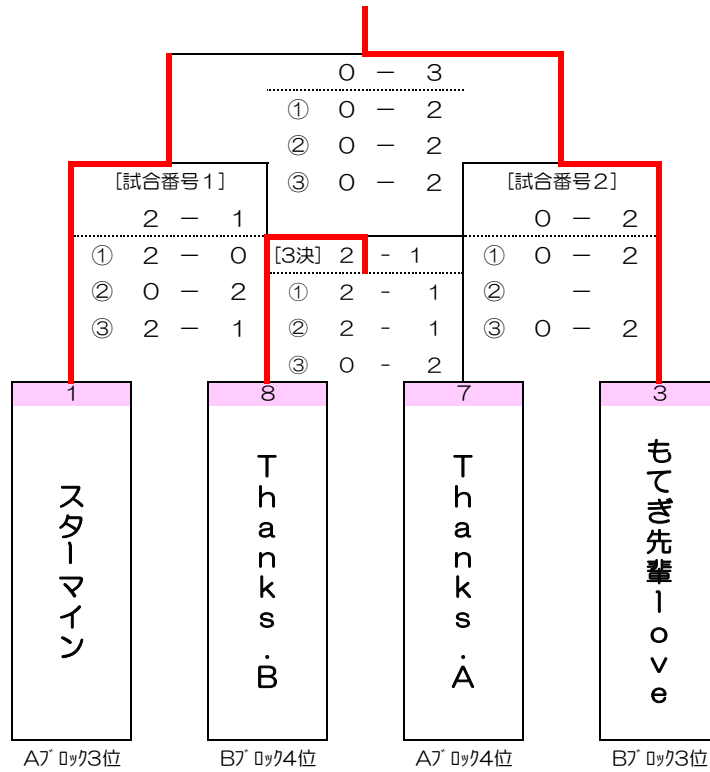 0 － 3
① 0 － 2
② 0 － 2
③ 0 － 2
[試合番号１]
2 － 1
① 2 － 0
② 0 － 2
③ 2 － 1
[3決] 2 - 1
① 2 - 1
② 2 - 1
③ 0 - 2
[試合番号２]
0 － 2
① 0 － 2
② －
③ 0 － 2
1
スターマイン
Aﾌﾞﾛｯｸ3位
8
Ｔｈａｎｋｓ．Ｂ
Bﾌﾞﾛｯｸ4位
7
Ｔｈａｎｋｓ．Ａ
Aﾌﾞﾛｯｸ4位
3
もてぎ先輩ｌｏｖｅ
Bﾌﾞﾛｯｸ3位